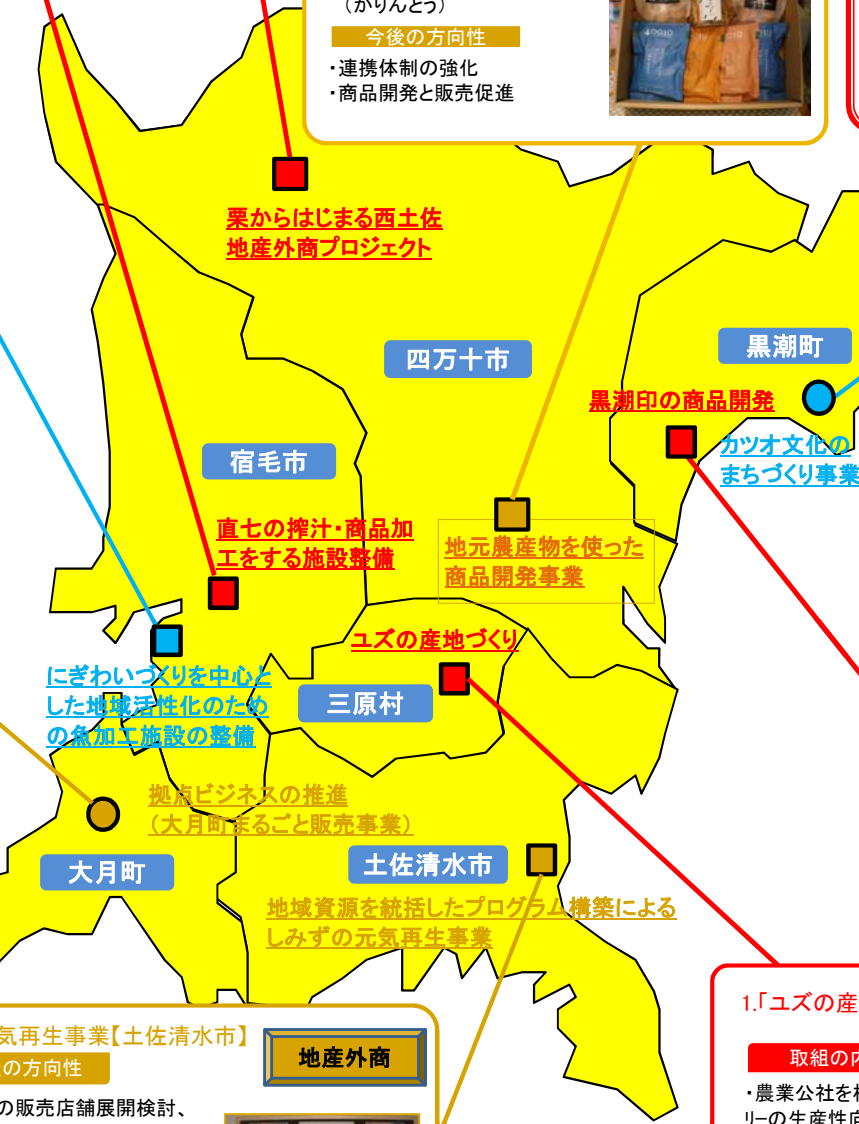 (かりんとう)
今後の方向性
・連携体制の強化
・商品開発と販売促進
栗からはじまる西土佐
地産外商プロジェクト
四万十市
黒潮町
黒潮印の商品開発
カツオ文化の
まちづくり事業
宿毛市
直七の搾汁・商品加
工をする施設整備
地元農産物を使った
商品開発事業
ユズの産地づくり
にぎわいづくりを中心と
した地域活性化のため
の魚加工施設の整備
三原村
拠点ビジネスの推進
(大月町まるごと販売事業)
大月町
土佐清水市
地域資源を統括したプログラム構築による
しみずの元気再生事業
気再生事業【土佐清水市】
の方向性
地産外商
の販売店舗展開検討、
1.「ユズの産
取組の内
・農業公社を
リーの生産性向